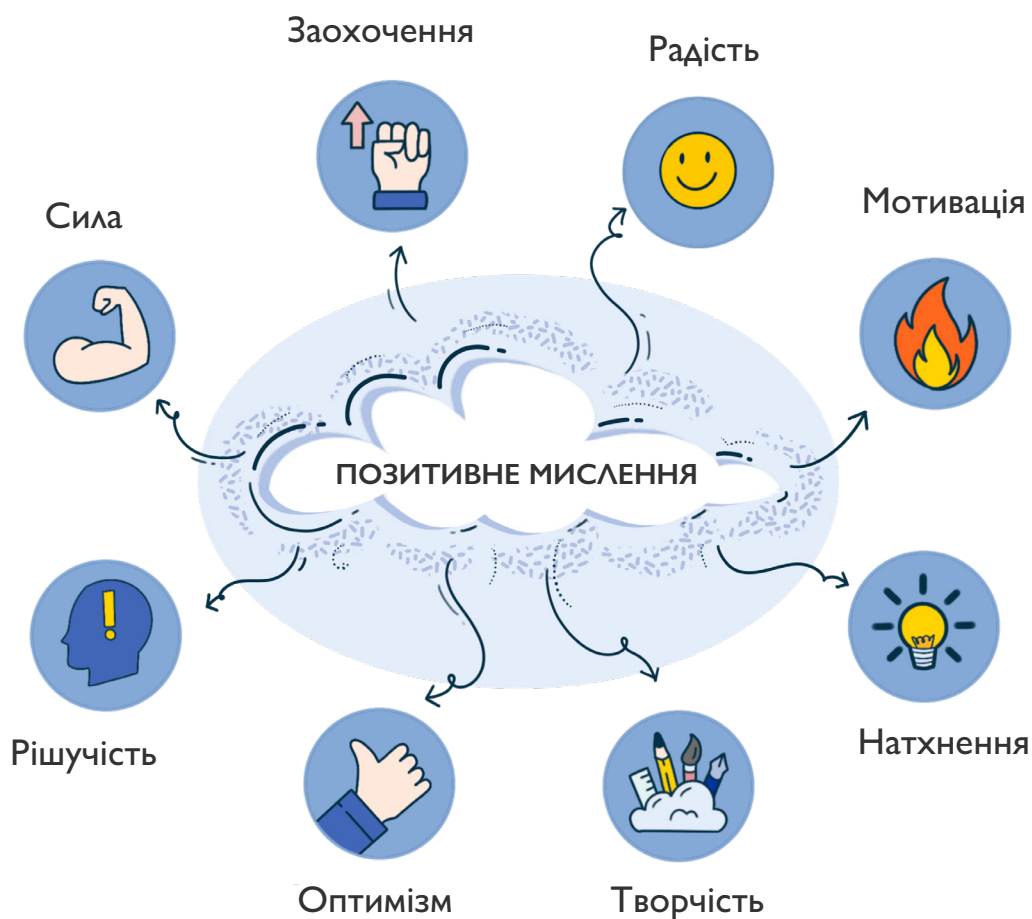 Заохочення
Радість
Сила
Мотивація
ПОЗИТИВНЕ МИСЛЕННЯ
Рішучість
Натхнення
Оптимізм
Творчість